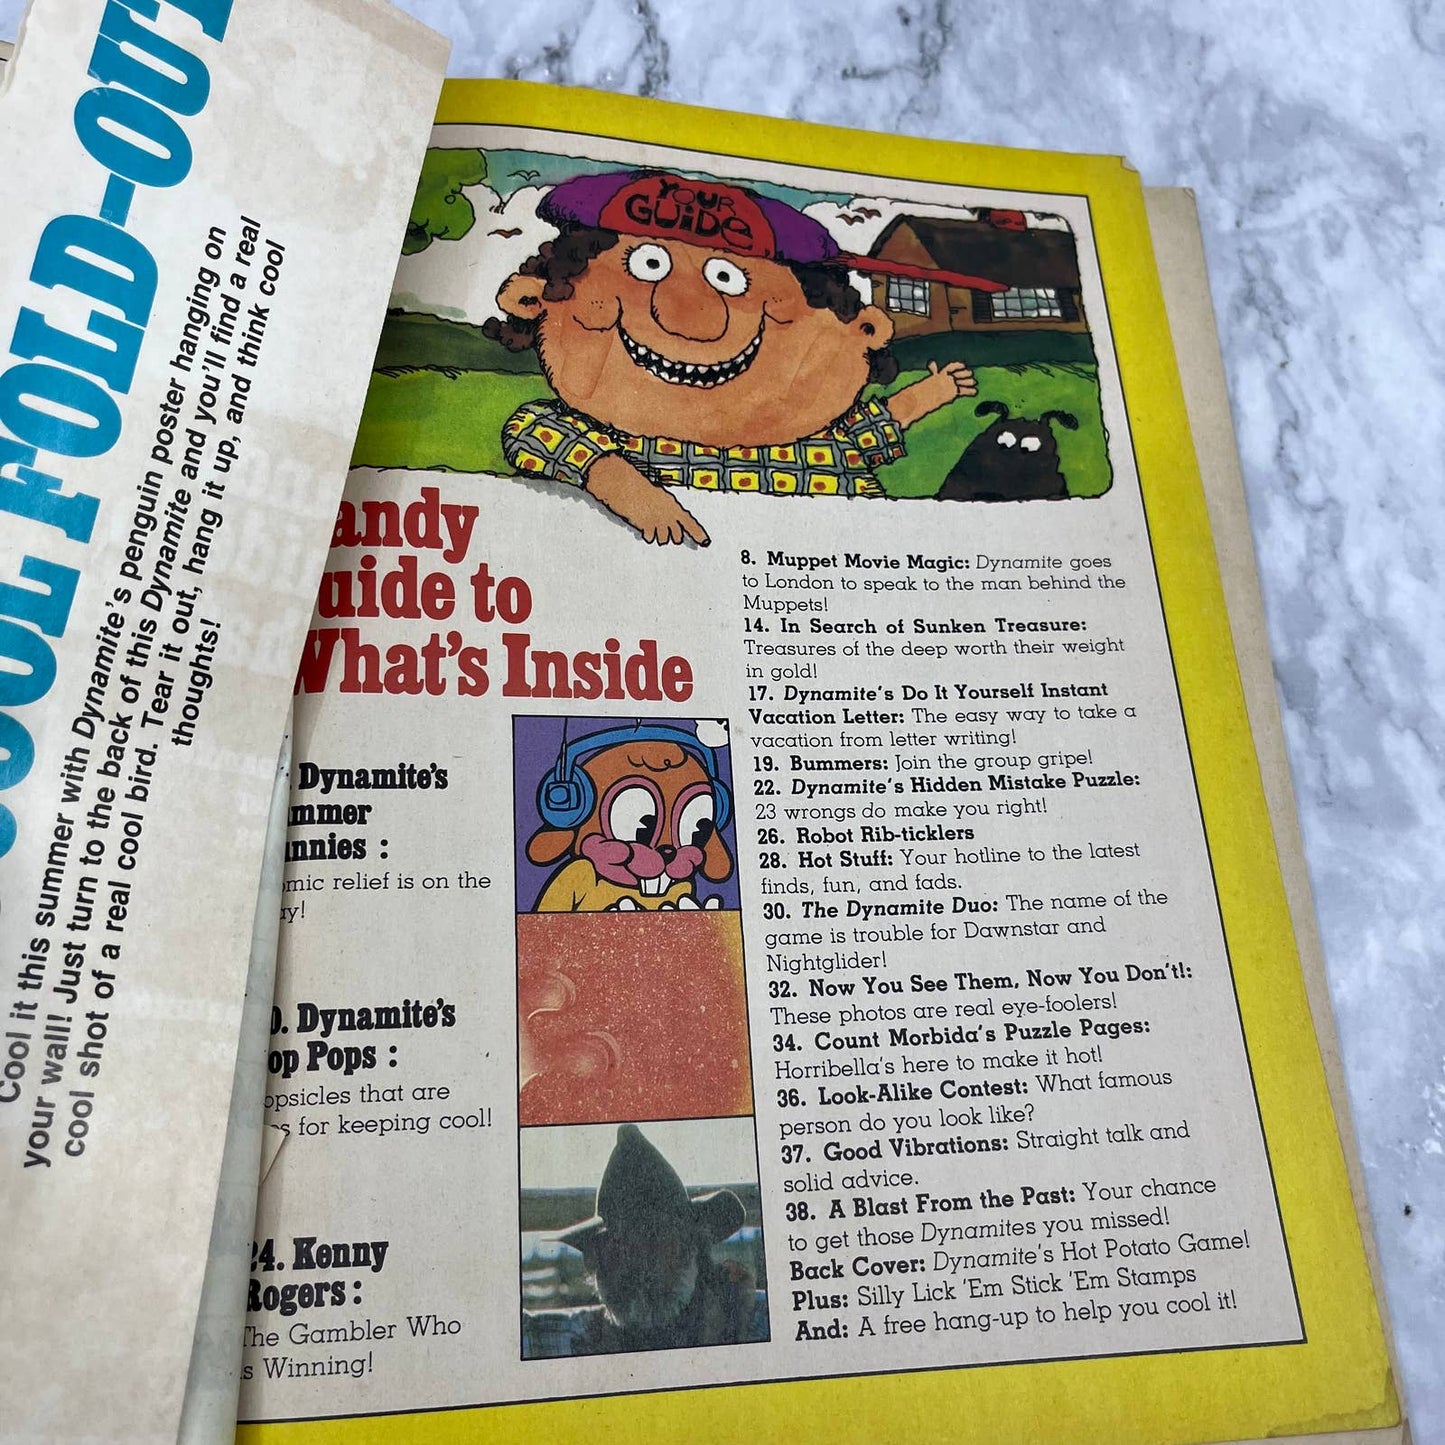 COOL FOLD-OUT
Cool it this summer with Dynamite's penguin poster hanging on
your wall! Just turn to the back of this Dynamite and you'll find a real
cool shot of a real cool bird. Tear it out, hang it up, and think cool
thoughts!
YOUR
GUiDe
andy
uide to
What's Inside
. Dynamite's
mmer
nnies :
omic relief is on the
ay!
0. Dynamite's
op Pops :
opsicles that are
es for keeping cool!
24. Kenny
Rogers :
The Gambler Who
is Winning!
8. Muppet Movie Magic: Dynamite goes
to London to speak to the man behind the
Muppets!
14. In Search of Sunken Treasure:
Treasures of the deep worth their weight
in gold!
17. Dynamite's Do It Yourself Instant
Vacation Letter: The easy way to take a
vacation from letter writing!
19. Bummers: Join the group gripe!
22. Dynamite's Hidden Mistake Puzzle:
23 wrongs do make you right!
26. Robot Rib-ticklers
28. Hot Stuff: Your hotline to the latest
finds, fun, and fads.
30. The Dynamite Duo: The name of the
game is trouble for Dawnstar and
Nightglider!
32. Now You See Them, Now You Don't!:
These photos are real eye-foolers!
34. Count Morbida's Puzzle Pages:
Horribella's here to make it hot!
36. Look-Alike Contest: What famous
person do you look like?
37. Good Vibrations: Straight talk and
solid advice.
38. A Blast From the Past: Your chance
to get those Dynamites you missed!
Back Cover: Dynamite's Hot Potato Game!
Plus: Silly Lick 'Em Stick 'Em Stamps
And: A free hang-up to help you cool it!